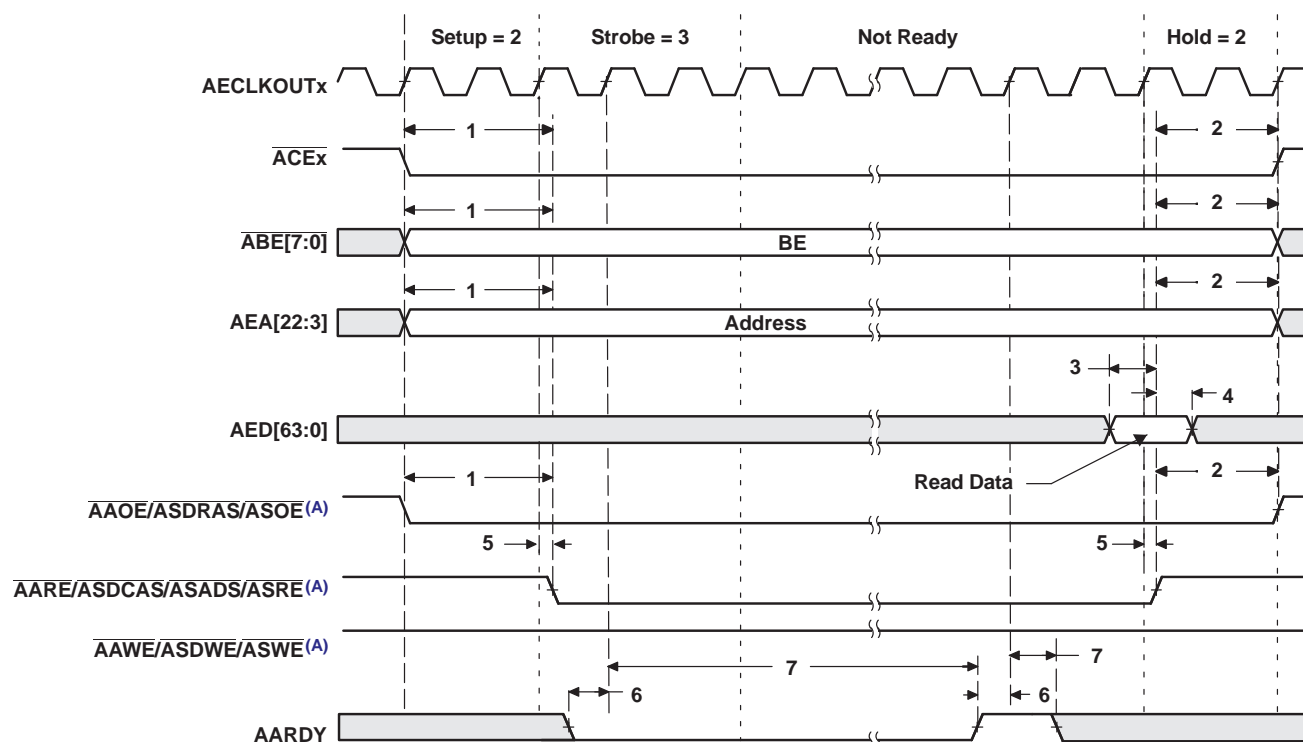 Setup = 2 Strobe = 3 Not Ready Hold = 2
AECLKOUTx
1 2
ACEx
1 2
ABE[7:0] BE
1 2
AEA[22:3] Address
3
4
AED[63:0]
Read Data
1 2
AAOE/ASDRAS/ASOE(A)
5 5
AARE/ASDCAS/ASADS/ASRE(A)
AAWE/ASDWE/ASWE(A)
7 7
6 6
AARDY